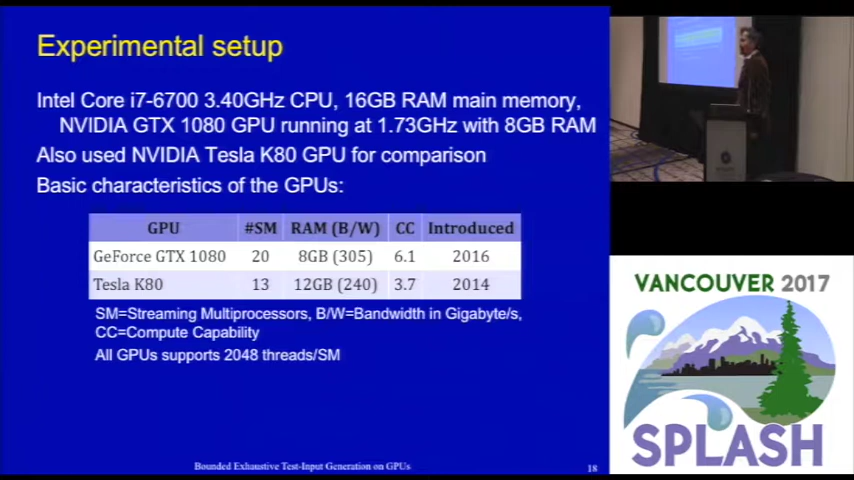 Experimental setup
Intel Core i7-6700 3.40GHz CPU, 16GB RAM main memory,
NVIDIA GTX 1080 GPU running at 1.73GHz with 8GB RAM
Also used NVIDIA Tesla K80 GPU for comparison
Basic characteristics of the GPUs:
GPU #SM RAM (B/W) CC Introduced
GeForce GTX 1080 20 8GB (305) 6.1 2016
Tesla K80 13 12GB (240) 3.7 2014
SM=Streaming Multiprocessors, B/W=Bandwidth in Gigabyte/s,
CC=Compute Capability
All GPUs supports 2048 threads/SM
Bounded Exhaustive Test-Input Generation on GPUs 18
VANCOUVER 2017
SPLASH